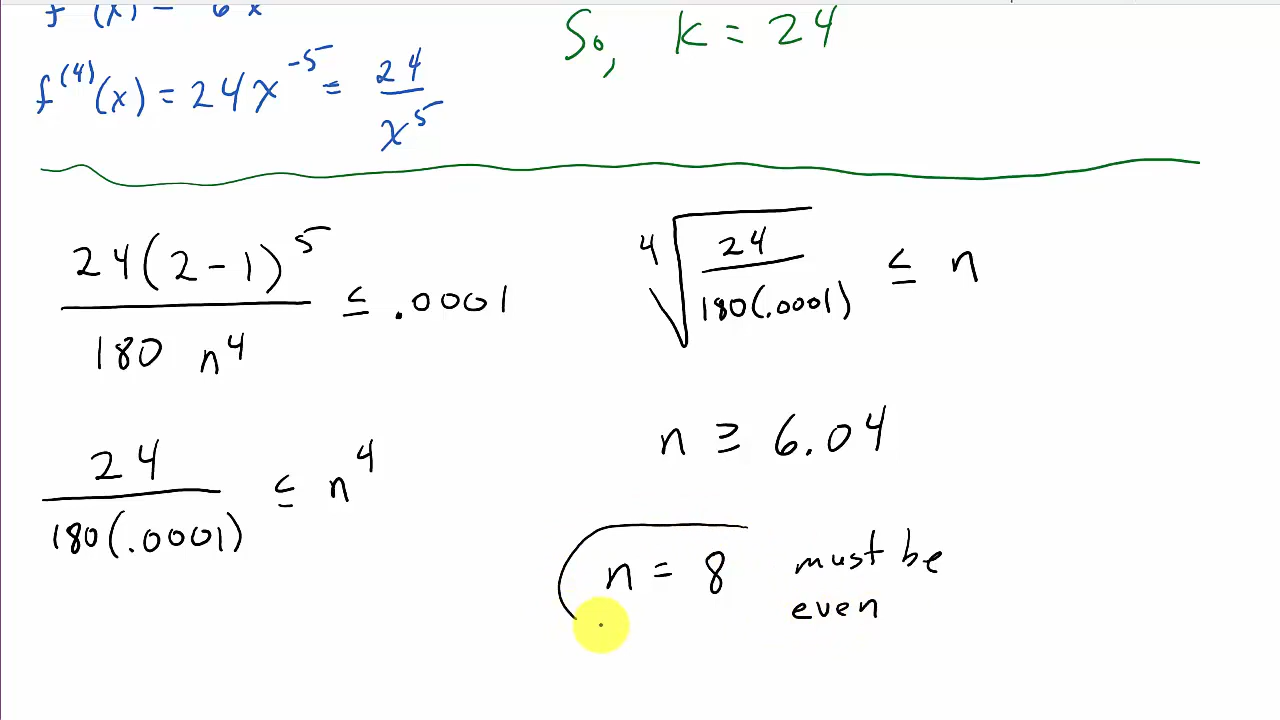 f (x) = 6x
So, k = 24
f⁽⁴⁾(x) = 24x⁻⁵ = 24/x⁵
24(2-1)⁵/180 n⁴ ≤ .0001
⁴√(24/180(.0001)) ≤ n
24/180(.0001) ≤ n⁴
n ≥ 6.04
n = 8
must be
even